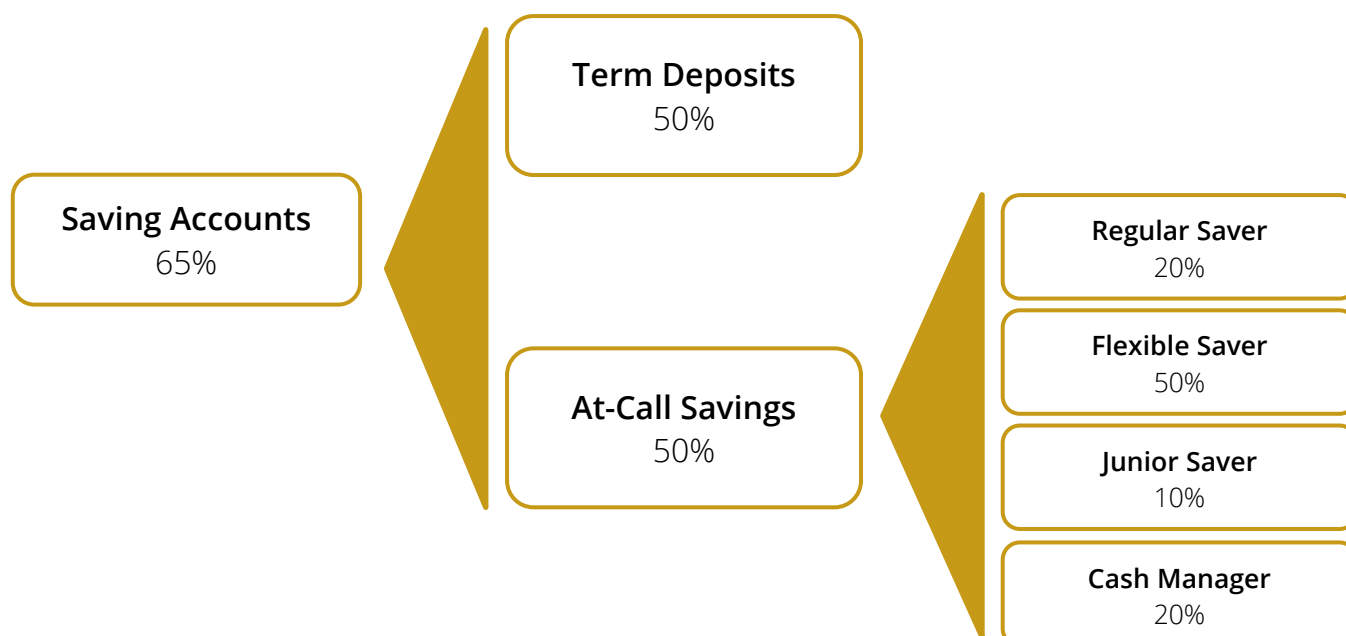 Saving Accounts
65%
Term Deposits
50%
At-Call Savings
50%
Regular Saver
20%
Flexible Saver
50%
Junior Saver
10%
Cash Manager
20%